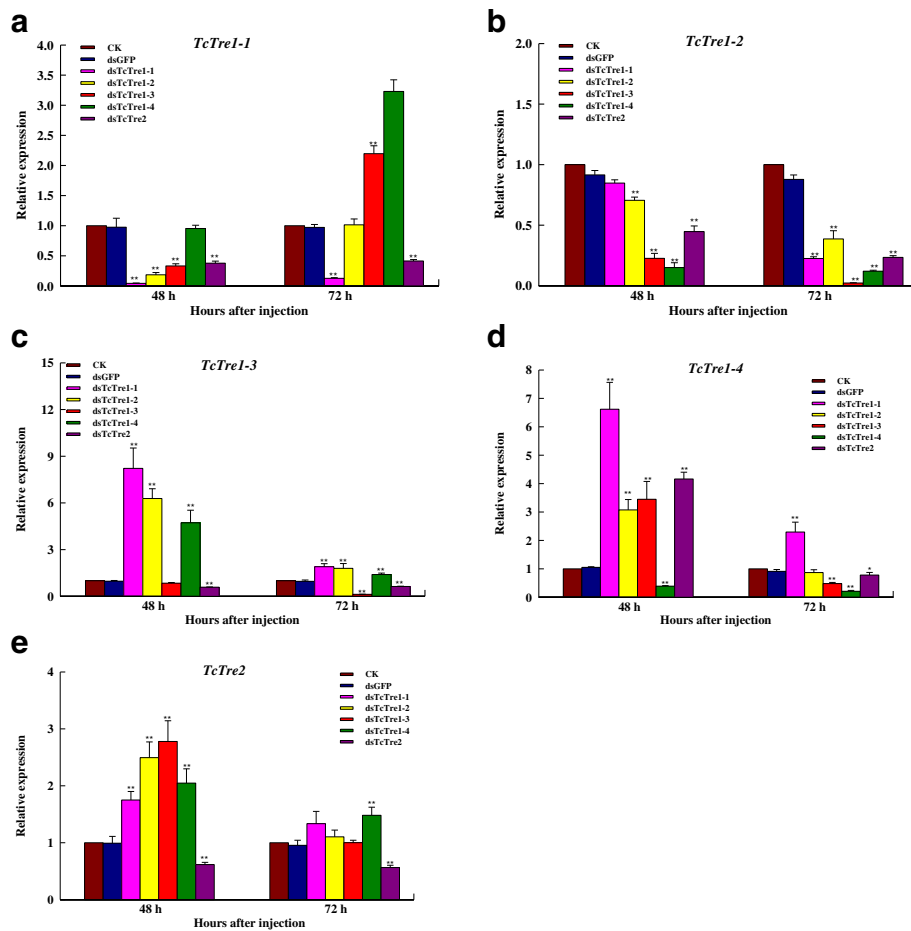 a
TcTre1-1
CK
dsGFP
dsTcTre1-1
dsTcTre1-2
dsTcTre1-3
dsTcTre1-4
dsTcTre2
Relative expression
4.0
3.5
3.0
2.5
2.0
1.5
1.0
0.5
0.0
** ** ** ** ** ** **
48 h
72 h
Hours after injection
b
TcTre1-2
CK
dsGFP
dsTcTre1-1
dsTcTre1-2
dsTcTre1-3
dsTcTre1-4
dsTcTre2
Relative expression
2.0
1.5
1.0
0.5
0.0
** ** ** ** ** ** ** ** **
48 h
72 h
Hours after injection
c
TcTre1-3
CK
dsGFP
dsTcTre1-1
dsTcTre1-2
dsTcTre1-3
dsTcTre1-4
dsTcTre2
Relative expression
15
12
9
6
3
0
** ** ** ** ** ** ** ** **
48 h
72 h
Hours after injection
d
TcTre1-4
CK
dsGFP
dsTcTre1-1
dsTcTre1-2
dsTcTre1-3
dsTcTre1-4
dsTcTre2
Relative expression
8
7
6
5
4
3
2
1
0
** ** ** ** ** ** ** ** *
48 h
72 h
Hours after injection
e
TcTre2
CK
dsGFP
dsTcTre1-1
dsTcTre1-2
dsTcTre1-3
dsTcTre1-4
dsTcTre2
Relative expression
4
3
2
1
0
** ** ** ** ** ** **
48 h
72 h
Hours after injection